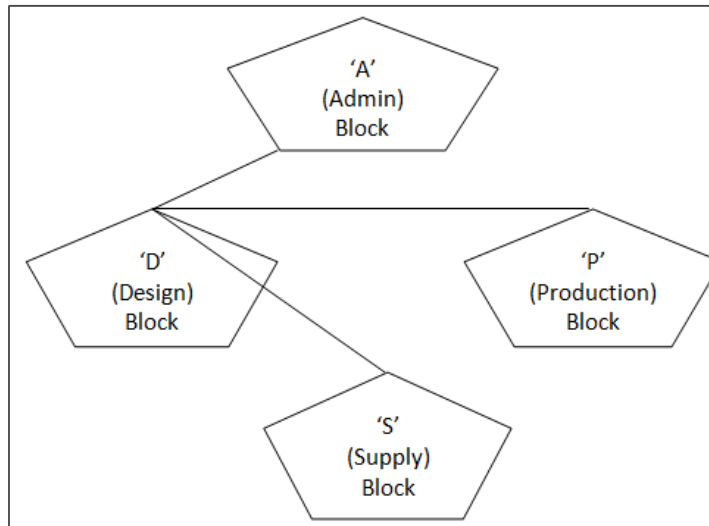 ‘A’
(Admin)
Block
‘D’
(Design)
Block
‘P’
(Production)
Block
‘S’
(Supply)
Block